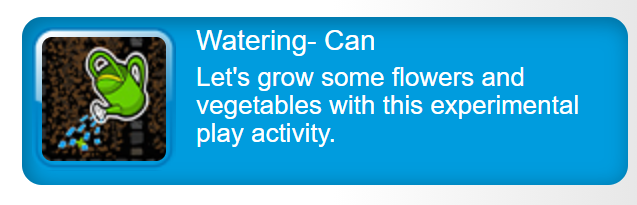 Watering- Can
Let's grow some flowers and
vegetables with this experimental
play activity.